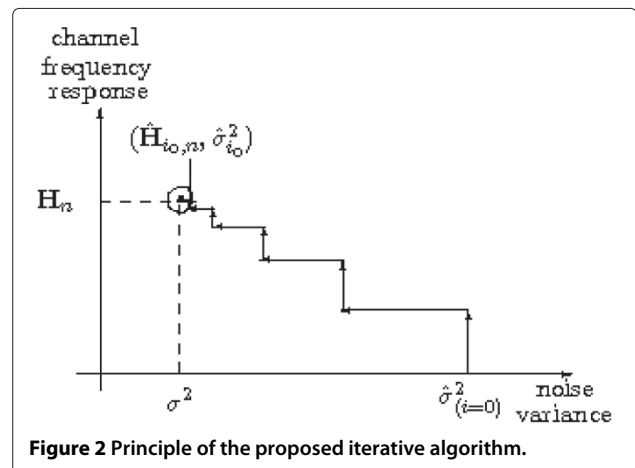 channel
frequency
response
(Ĥ_{i₀,n}, σ̂²_{i₀})
H_n
σ²
σ̂²_{(i=0)}
noise
variance
Figure 2 Principle of the proposed iterative algorithm.